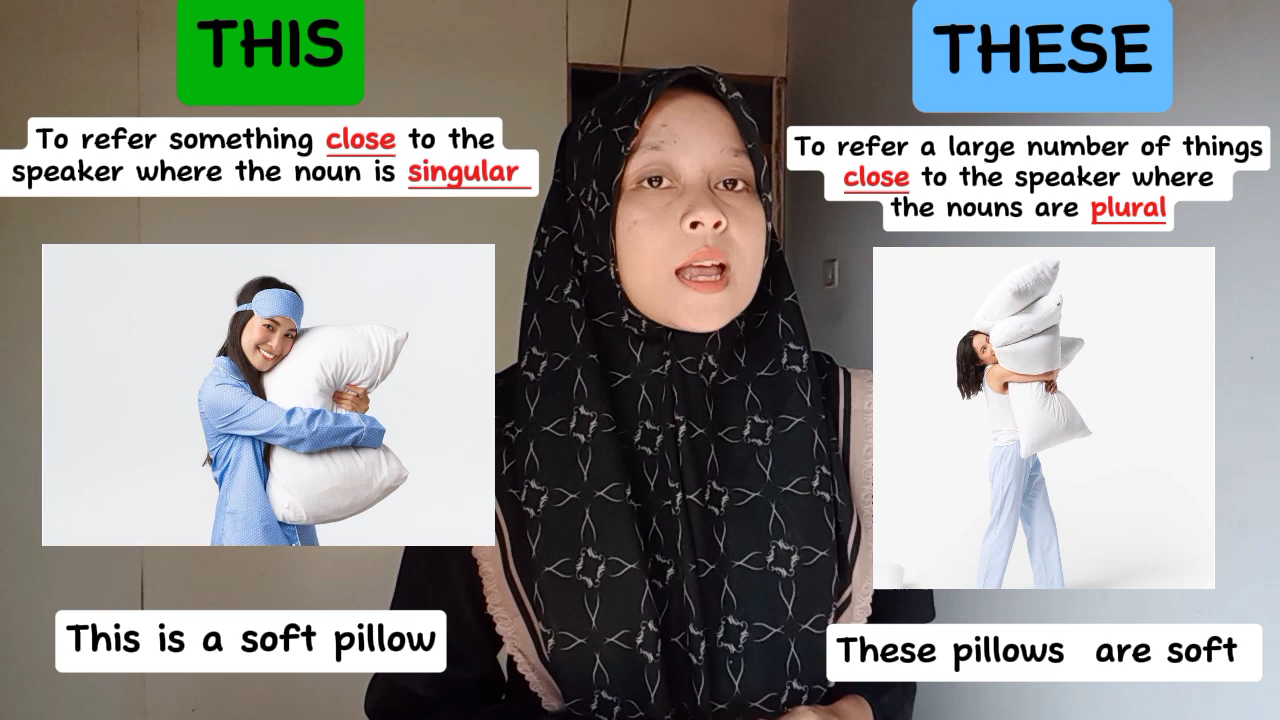 THIS
To refer something close to the
speaker where the noun is singular
This is a soft pillow
THESE
To refer a large number of things
close to the speaker where
the nouns are plural
These pillows are soft